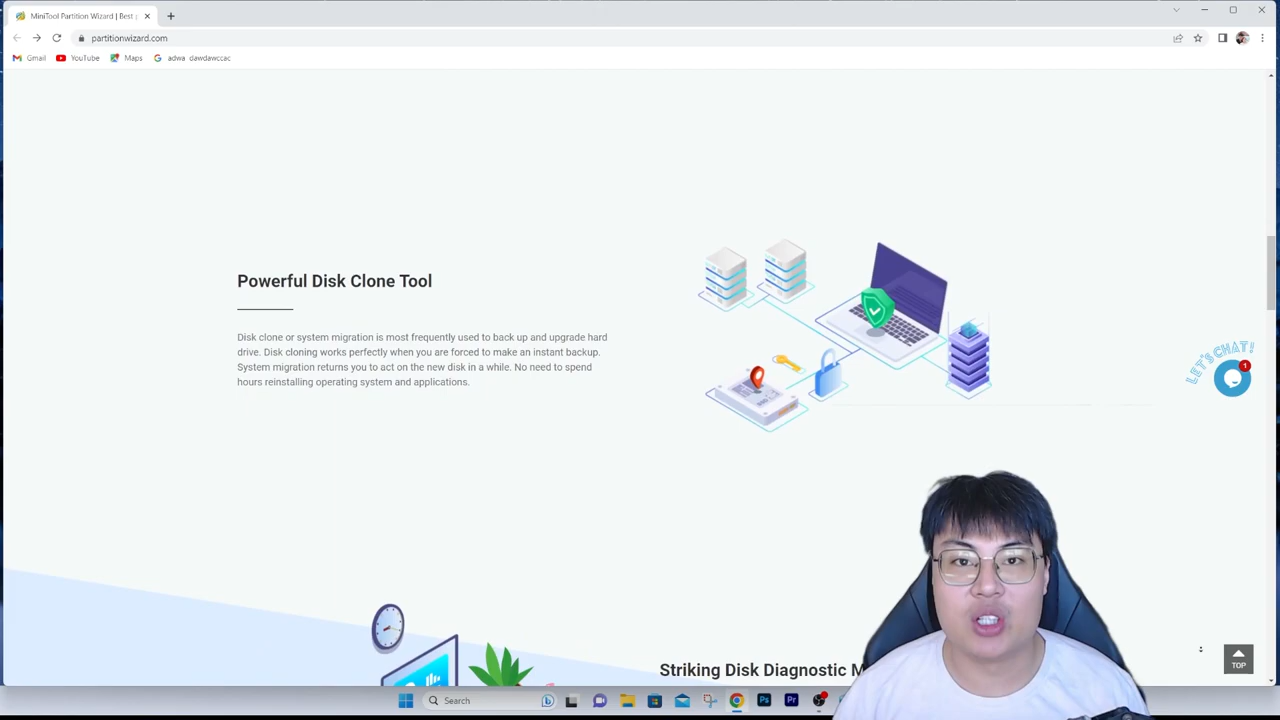 MiniTool Partition Wizard | Best
partitionwizard.com
Gmail
YouTube
Maps
adwa dawdawccac
Powerful Disk Clone Tool
Disk clone or system migration is most frequently used to back up and upgrade hard
drive. Disk cloning works perfectly when you are forced to make an instant backup.
System migration returns you to act on the new disk in a while. No need to spend
hours reinstalling operating system and applications.
LET'S CHAT!
1
Striking Disk Diagnostic M
TOP
Search
Ps
Pr